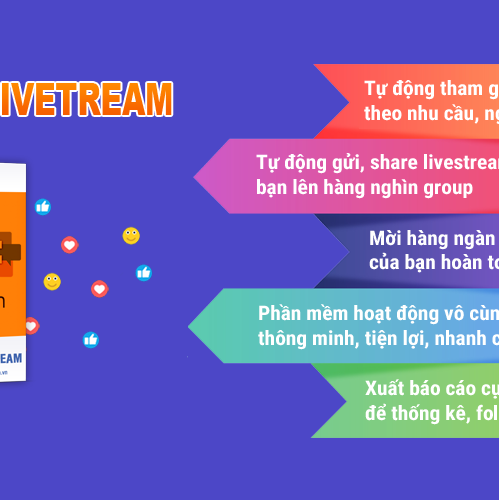 IVETREAM
Tự động tham g
theo nhu cầu, ng
Tự động gửi, share livestrea
bạn lên hàng nghìn group
Mời hàng ngàn
của bạn hoàn to
Phần mềm hoạt động vô cùn
thông minh, tiện lợi, nhanh c
Xuất báo cáo cụ
để thống kê, fol
REAM